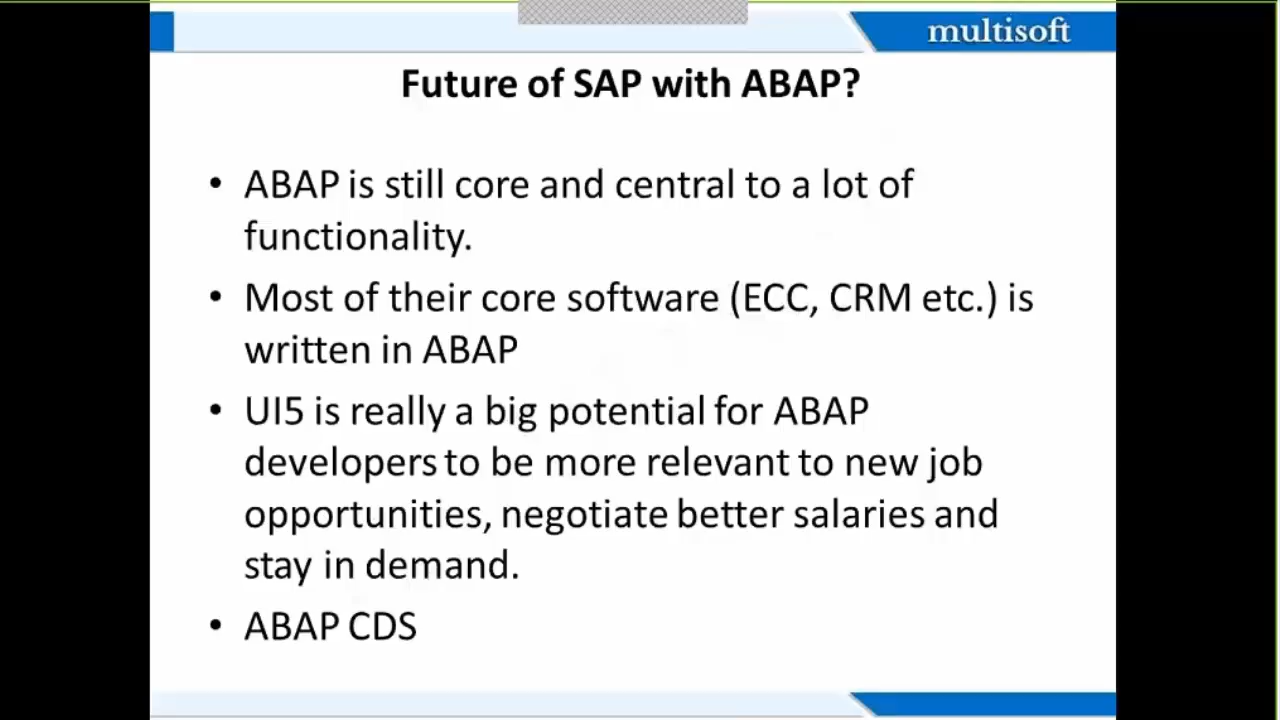 multisoft
Future of SAP with ABAP?
• ABAP is still core and central to a lot of
functionality.
• Most of their core software (ECC, CRM etc.) is
written in ABAP
• UI5 is really a big potential for ABAP
developers to be more relevant to new job
opportunities, negotiate better salaries and
stay in demand.
• ABAP CDS